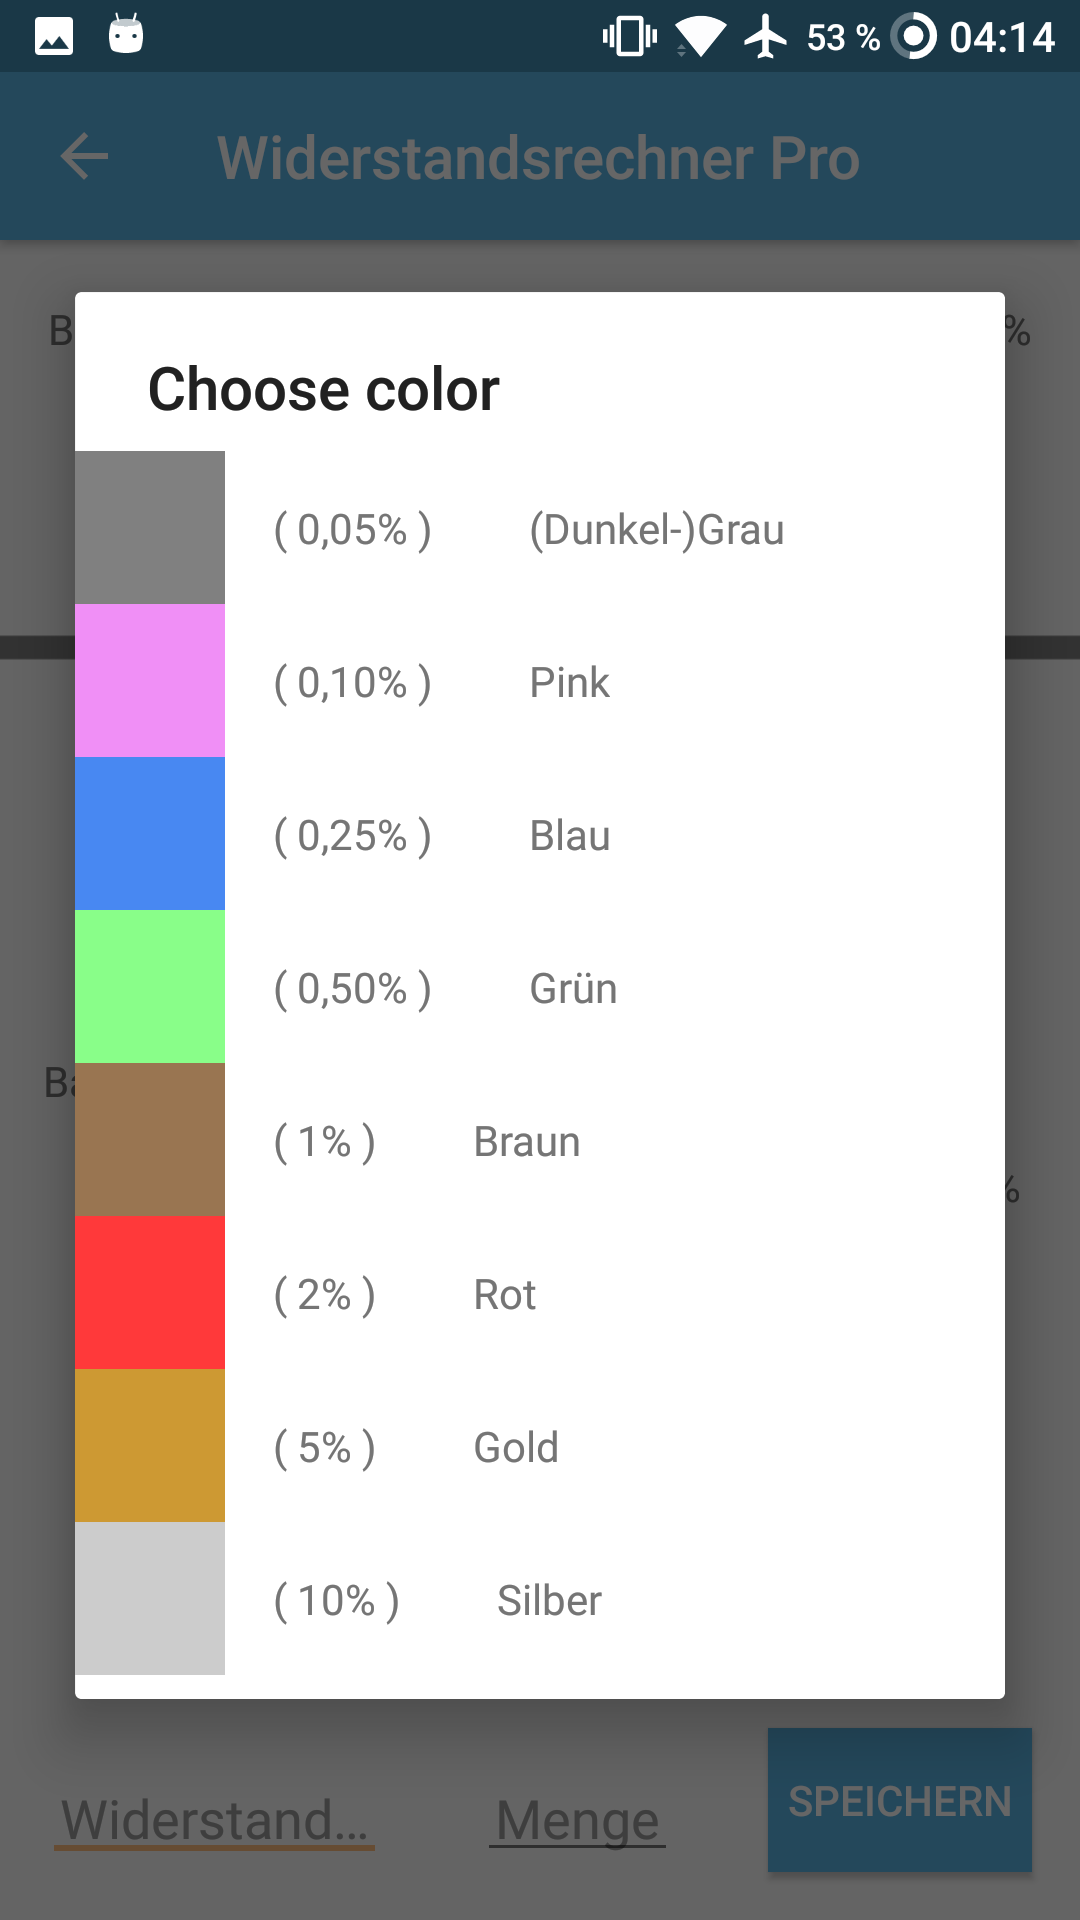 53 % 04:14
Widerstandsrechner Pro
B %
Choose color
( 0,05% ) (Dunkel-)Grau
( 0,10% ) Pink
( 0,25% ) Blau
( 0,50% ) Grün
Ba
( 1% ) Braun
%
( 2% ) Rot
( 5% ) Gold
( 10% ) Silber
SPEICHERN
Widerstand... Menge